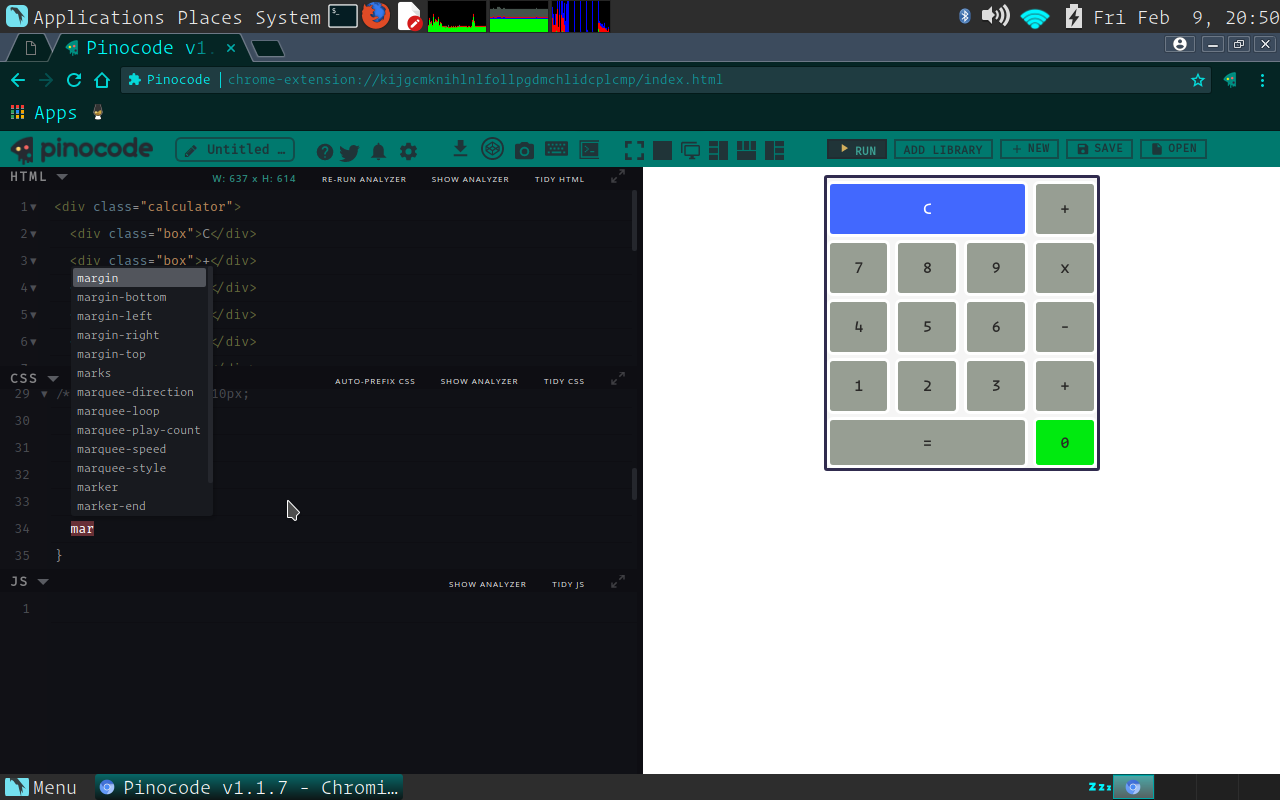 Applications Places System
Fri Feb 9, 20:50
Pinocode v1.
Pinocode | chrome-extension://kijgcmknihlnlfollpgdmchlidcplcmp/index.html
Apps
pinocode
Untitled …
RUN
ADD LIBRARY
+ NEW
SAVE
OPEN
HTML
W: 637 x H: 614
RE-RUN ANALYZER
SHOW ANALYZER
TIDY HTML
1 <div class="calculator">
2 <div class="box">C</div>
3 <div class="box">+</div>
4 </div>
5 </div>
6 </div>
margin
margin-bottom
margin-left
margin-right
margin-top
marks
marquee-direction
marquee-loop
marquee-play-count
marquee-speed
marquee-style
marker
marker-end
CSS
AUTO-PREFIX CSS
SHOW ANALYZER
TIDY CSS
29 /* 10px;
30
31
32
33
34 mar
35 }
JS
SHOW ANALYZER
TIDY JS
1
C +
7 8 9 x
4 5 6 -
1 2 3 +
= 0
Menu
Pinocode v1.1.7 - Chromi…
Zzz